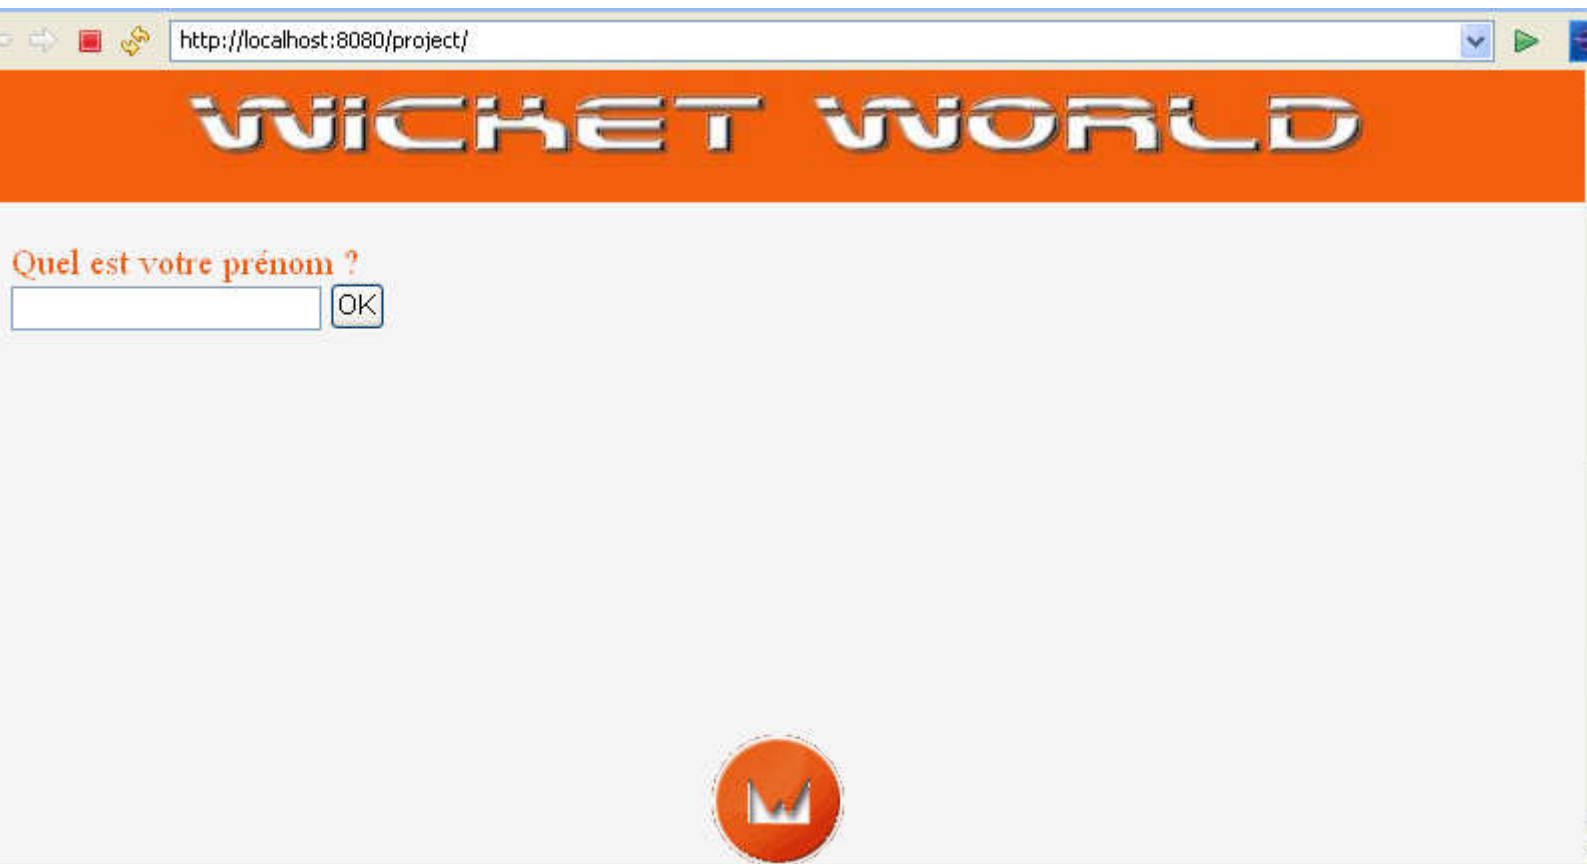 http://localhost:8080/project/
WiCKET WORLD
Quel est votre prénom ?
OK
W